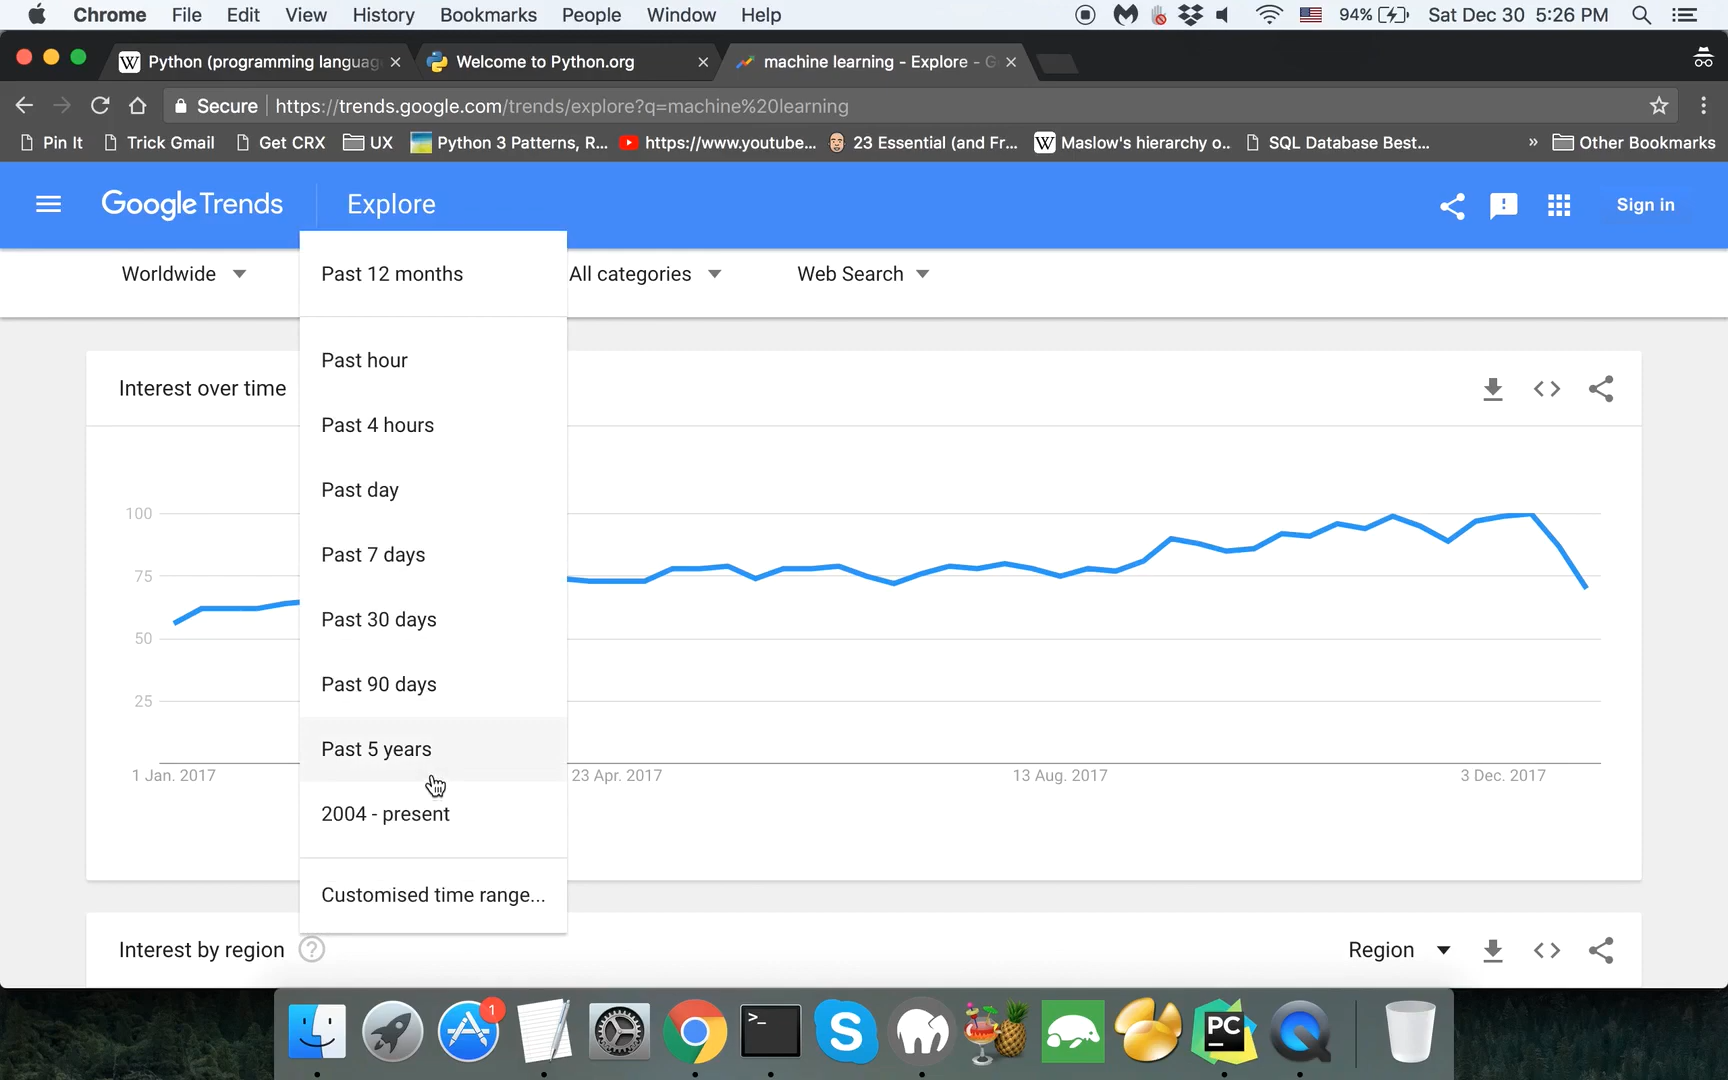 Chrome File Edit View History Bookmarks People Window Help 94% Sat Dec 30 5:26 PM
Python (programming languag Welcome to Python.org machine learning - Explore - G
Secure https://trends.google.com/trends/explore?q=machine%20learning
Pin It Trick Gmail Get CRX UX Python 3 Patterns, R... https://www.youtube... 23 Essential (and Fr... Maslow's hierarchy o.. SQL Database Best... » Other Bookmarks
Google Trends Explore Sign in
Worldwide Past 12 months All categories Web Search
Past hour
Interest over time
Past 4 hours
Past day
100
Past 7 days
75
Past 30 days
50
Past 90 days
25
Past 5 years
1 Jan. 2017 23 Apr. 2017 13 Aug. 2017 3 Dec. 2017
2004 - present
Customised time range...
Interest by region ? Region
1
>_
S
PC